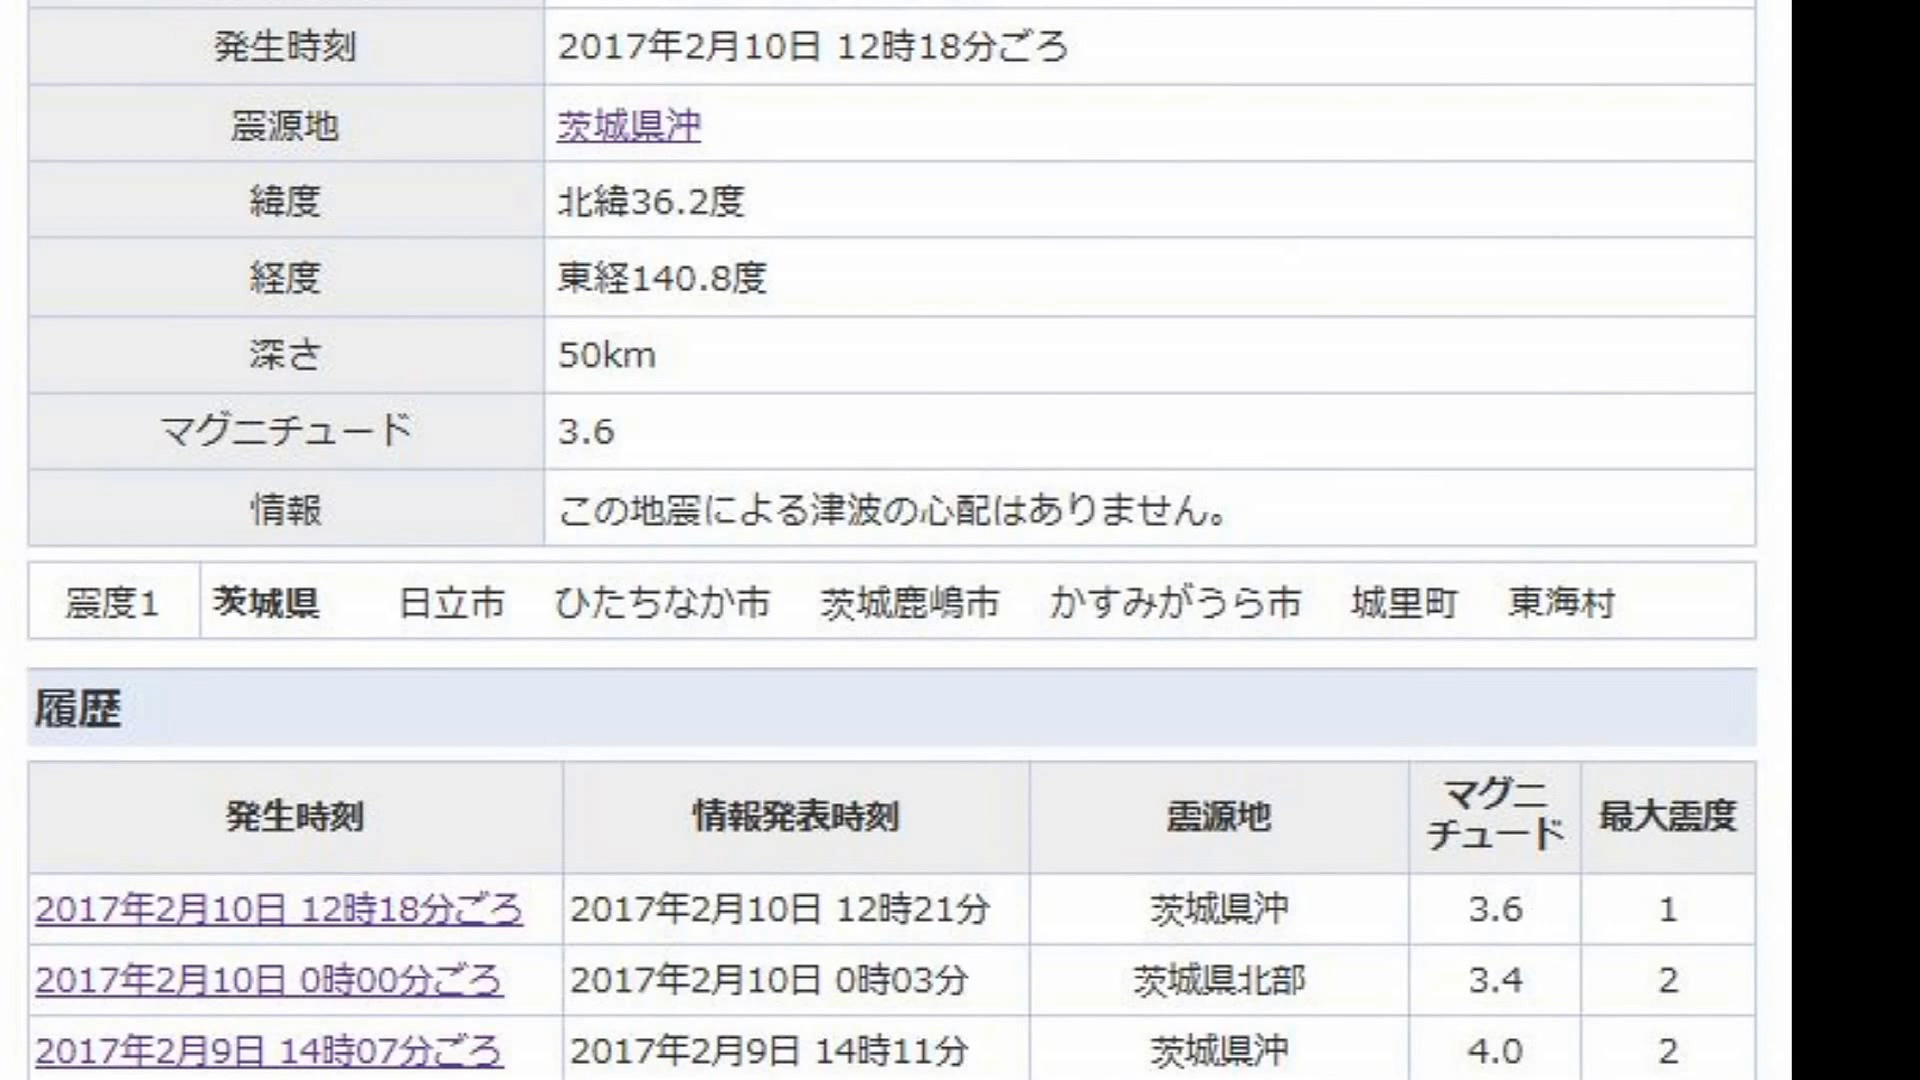 発生時刻 2017年2月10日 12時18分ごろ
震源地 茨城県沖
緯度 北緯36.2度
経度 東経140.8度
深さ 50km
マグニチュード 3.6
情報 この地震による津波の心配はありません。
震度1 茨城県 日立市 ひたちなか市 茨城鹿嶋市 かすみがうら市 城里町 東海村
履歴
発生時刻 情報発表時刻 震源地 マグニチュード 最大震度
2017年2月10日 12時18分ごろ 2017年2月10日 12時21分 茨城県沖 3.6 1
2017年2月10日 0時00分ごろ 2017年2月10日 0時03分 茨城県北部 3.4 2
2017年2月9日 14時07分ごろ 2017年2月9日 14時11分 茨城県沖 4.0 2